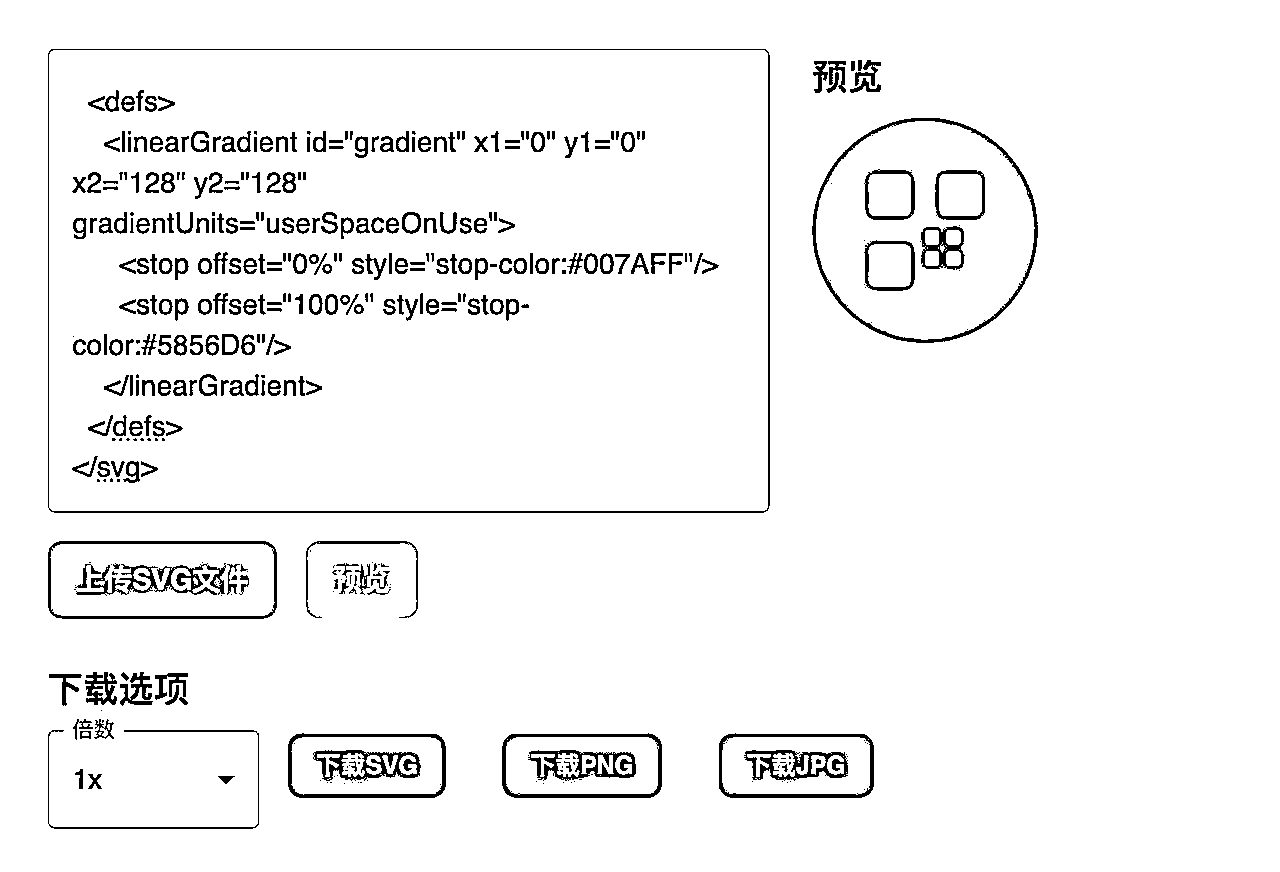 <defs>
<linearGradient id="gradient" x1="0" y1="0"
x2="128" y2="128"
gradientUnits="userSpaceOnUse">
<stop offset="0%" style="stop-color:#007AFF"/>
<stop offset="100%" style="stop-
color:#5856D6"/>
</linearGradient>
</defs>
</svg>
预览
上传SVG文件
预览
下载选项
倍数
1x
下载SVG
下载PNG
下载JPG